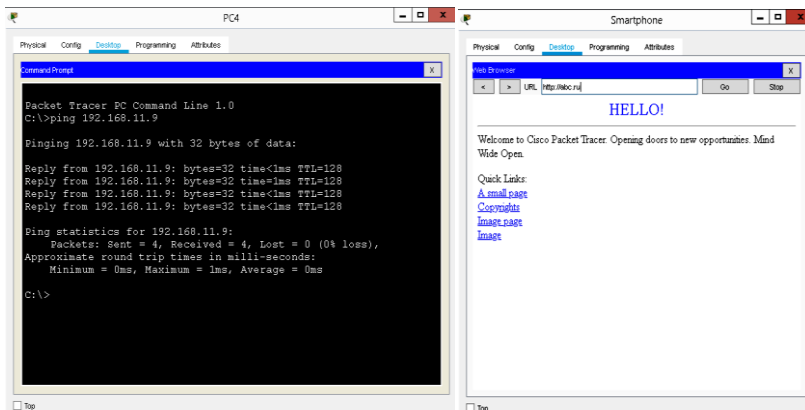 PC4
Physical Config Desktop Programming Attributes
Command Prompt X
Packet Tracer PC Command Line 1.0
C:\>ping 192.168.11.9
Pinging 192.168.11.9 with 32 bytes of data:
Reply from 192.168.11.9: bytes=32 time<1ms TTL=128
Reply from 192.168.11.9: bytes=32 time=1ms TTL=128
Reply from 192.168.11.9: bytes=32 time<1ms TTL=128
Reply from 192.168.11.9: bytes=32 time<1ms TTL=128
Ping statistics for 192.168.11.9:
Packets: Sent = 4, Received = 4, Lost = 0 (0% loss),
Approximate round trip times in milli-seconds:
Minimum = 0ms, Maximum = 1ms, Average = 0ms
C:\>
Top
Smartphone
Physical Config Desktop Programming Attributes
Web Browser X
< > URL http://abc.ru Go Stop
HELLO!
Welcome to Cisco Packet Tracer. Opening doors to new opportunities. Mind
Wide Open.
Quick Links:
A small page
Copyrights
Image page
Image
Top